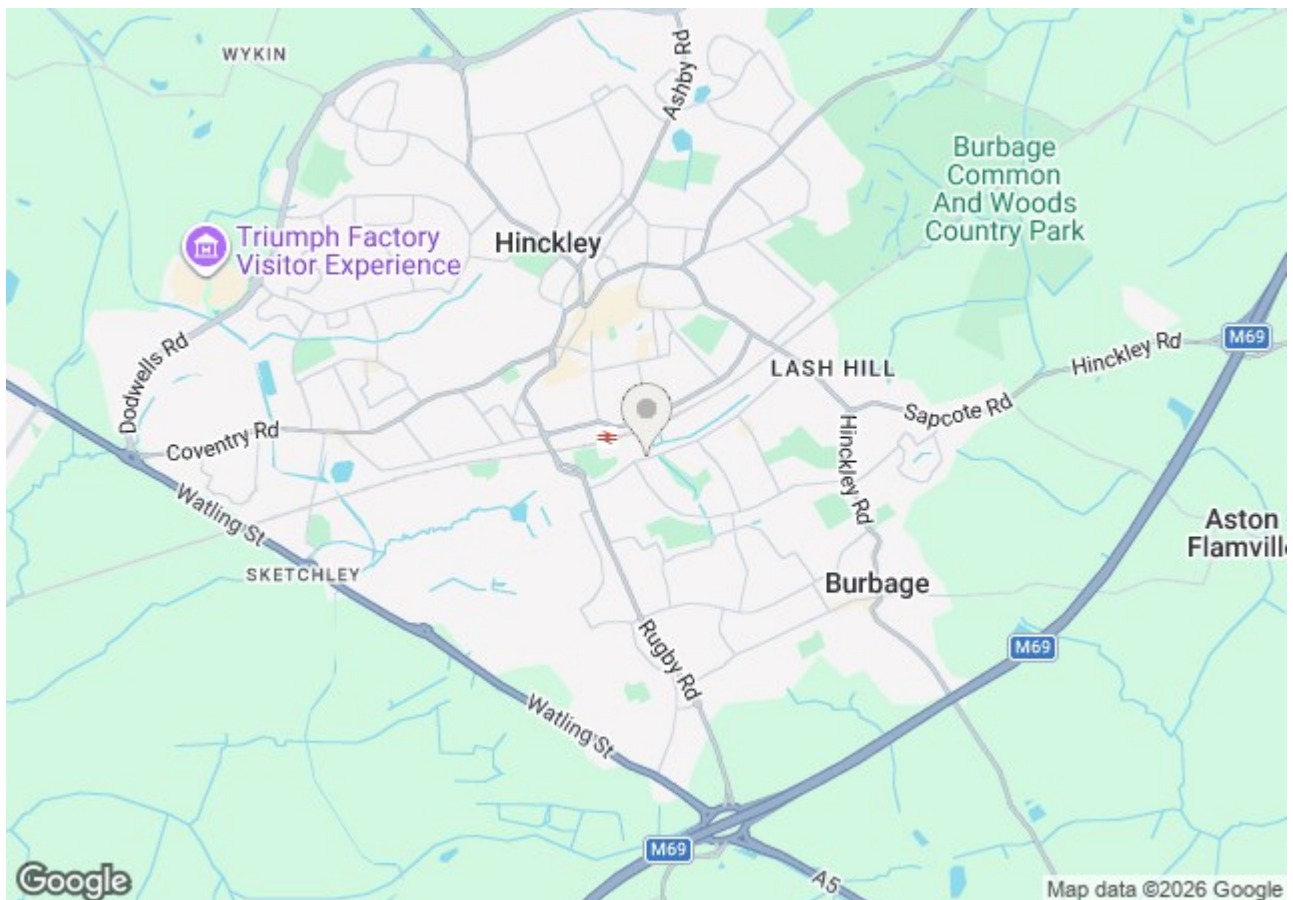 WYKIN
Ashby Rd
Burbage
Common
And Woods
Country Park
Triumph Factory
Visitor Experience
Hinckley
M69
Dodwells Rd
LASH HILL
Hinckley Rd
Sapcote Rd
Coventry Rd
Hinckley Rd
Watling St
Aston
Flamville
SKETCHLEY
Burbage
Rugby Rd
M69
Watling St
M69
A5
Google
Map data ©2026 Google